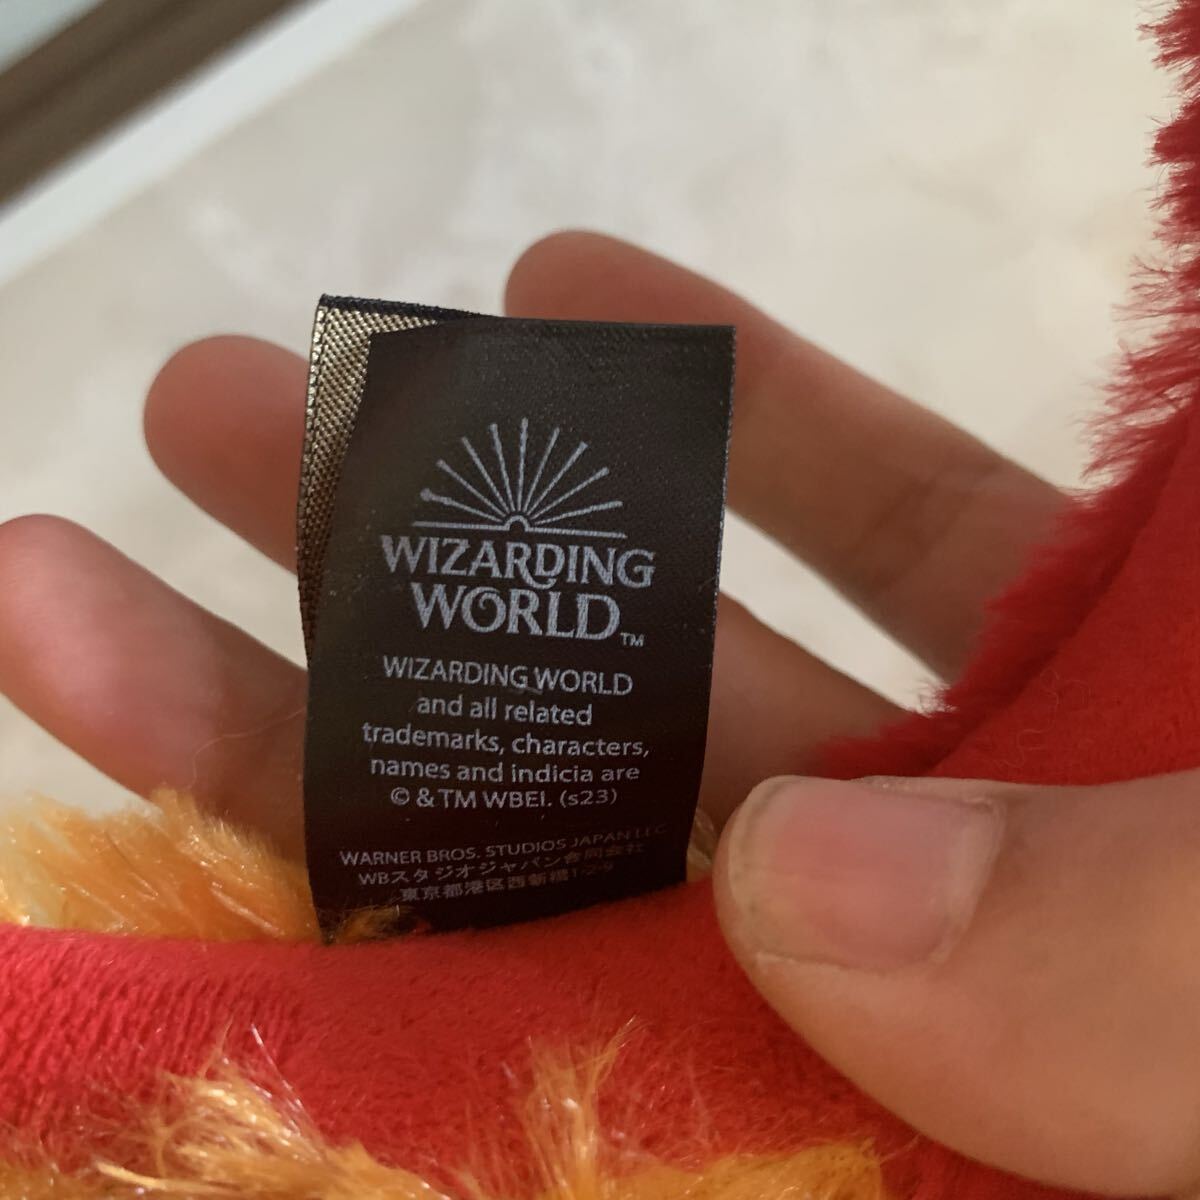 WIZARDING
WORLD™
WIZARDING WORLD
and all related
trademarks, characters,
names and indicia are
© & TM WBEI. (s23)
WARNER BROS. STUDIOS JAPAN LLC
WBスタジオジャパン合同会社
東京都港区西新橋1-2-9